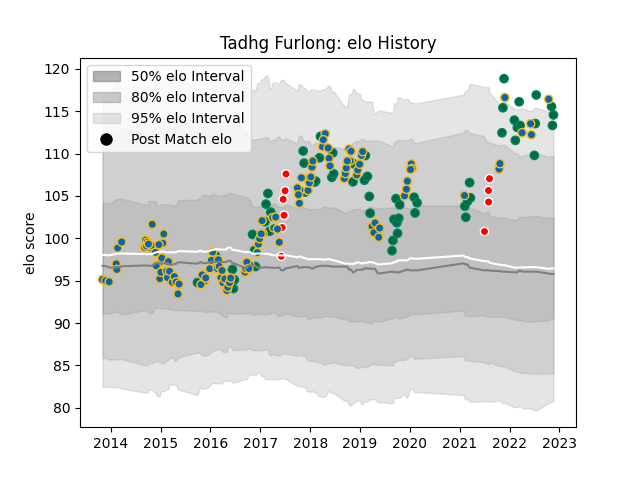 Tadhg Furlong: elo History
50% elo Interval
80% elo Interval
95% elo Interval
Post Match elo
elo score
120
115
110
105
100
95
90
85
80
2014 2015 2016 2017 2018 2019 2020 2021 2022 2023